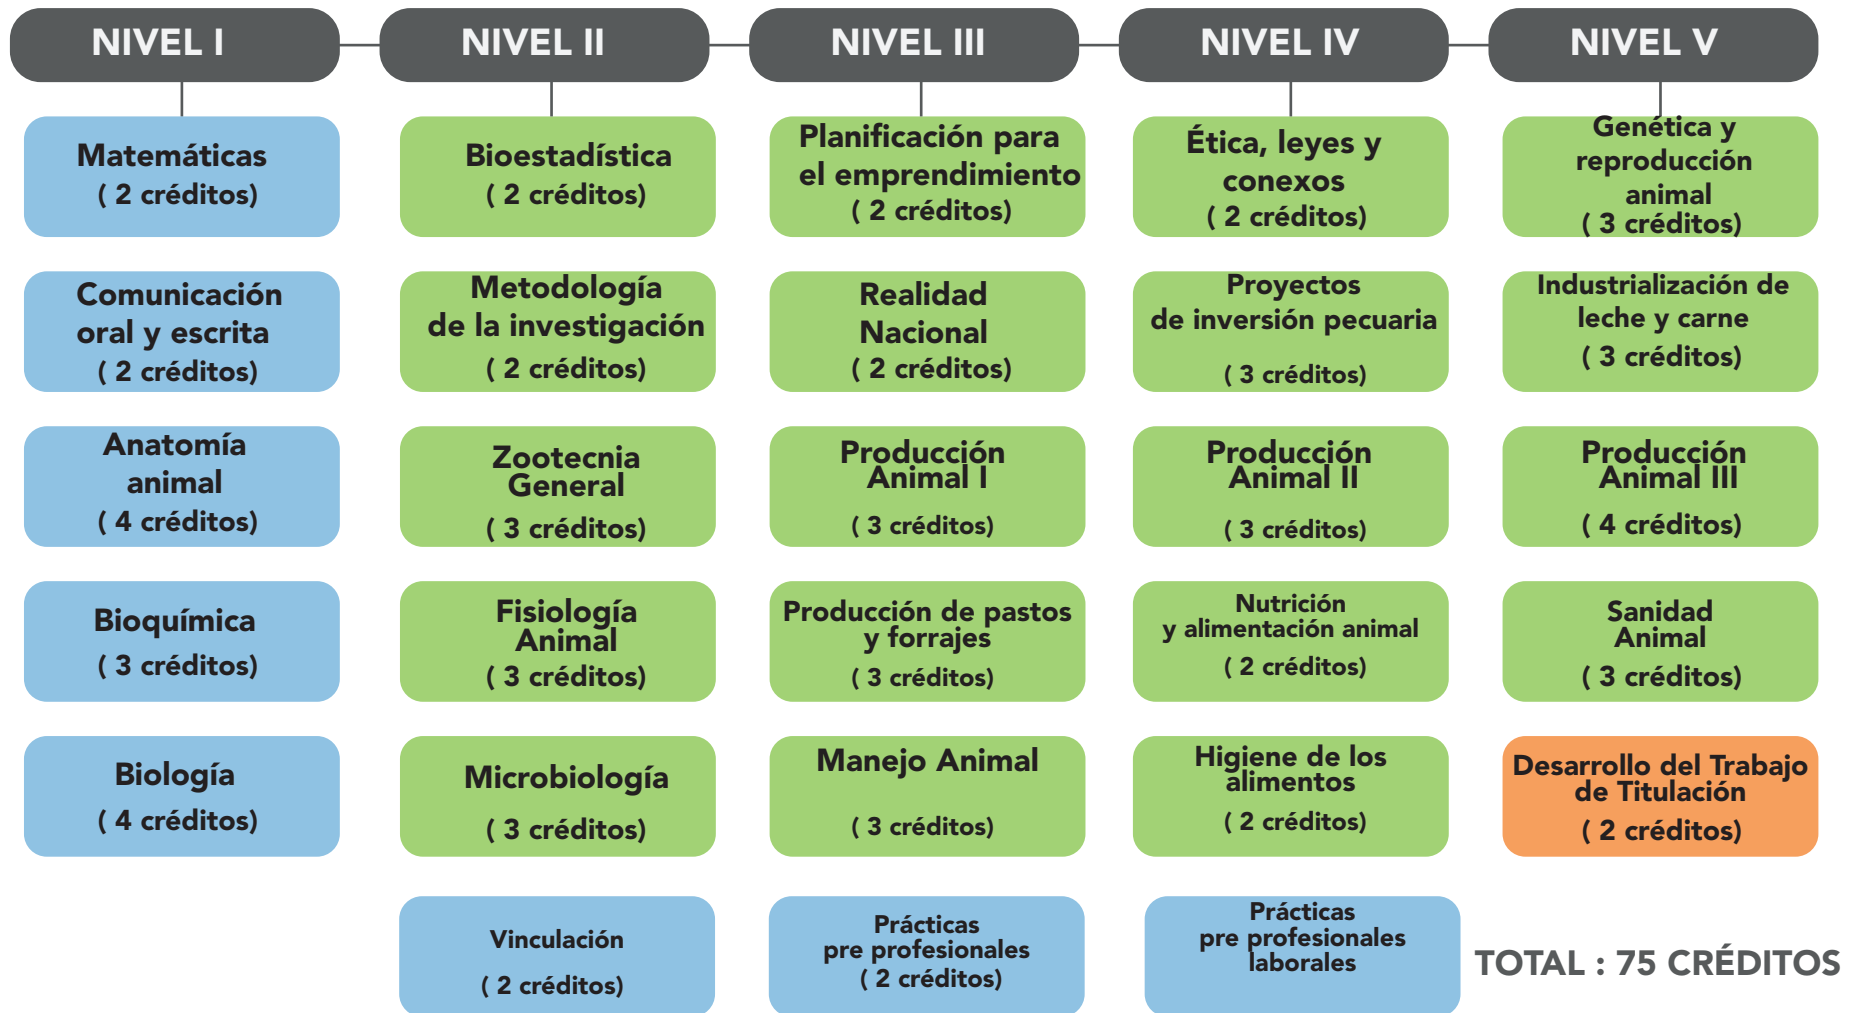 NIVEL I
NIVEL II
NIVEL III
NIVEL IV
NIVEL V
Matemáticas
( 2 créditos)
Bioestadística
( 2 créditos)
Planificación para
el emprendimiento
( 2 créditos)
Ética, leyes y
conexos
( 2 créditos)
Genética y
reproducción
animal
( 3 créditos)
Comunicación
oral y escrita
( 2 créditos)
Metodología
de la investigación
( 2 créditos)
Realidad
Nacional
( 2 créditos)
Proyectos
de inversión pecuaria
( 3 créditos)
Industrialización de
leche y carne
( 3 créditos)
Anatomía
animal
( 4 créditos)
Zootecnia
General
( 3 créditos)
Producción
Animal I
( 3 créditos)
Producción
Animal II
( 3 créditos)
Producción
Animal III
( 4 créditos)
Bioquímica
( 3 créditos)
Fisiología
Animal
( 3 créditos)
Producción de pastos
y forrajes
( 3 créditos)
Nutrición
y alimentación animal
( 2 créditos)
Sanidad
Animal
( 3 créditos)
Biología
( 4 créditos)
Microbiología
( 3 créditos)
Manejo Animal
( 3 créditos)
Higiene de los
alimentos
( 2 créditos)
Desarrollo del Trabajo
de Titulación
( 2 créditos)
Vinculación
( 2 créditos)
Prácticas
pre profesionales
( 2 créditos)
Prácticas
pre profesionales
laborales
TOTAL : 75 CRÉDITOS